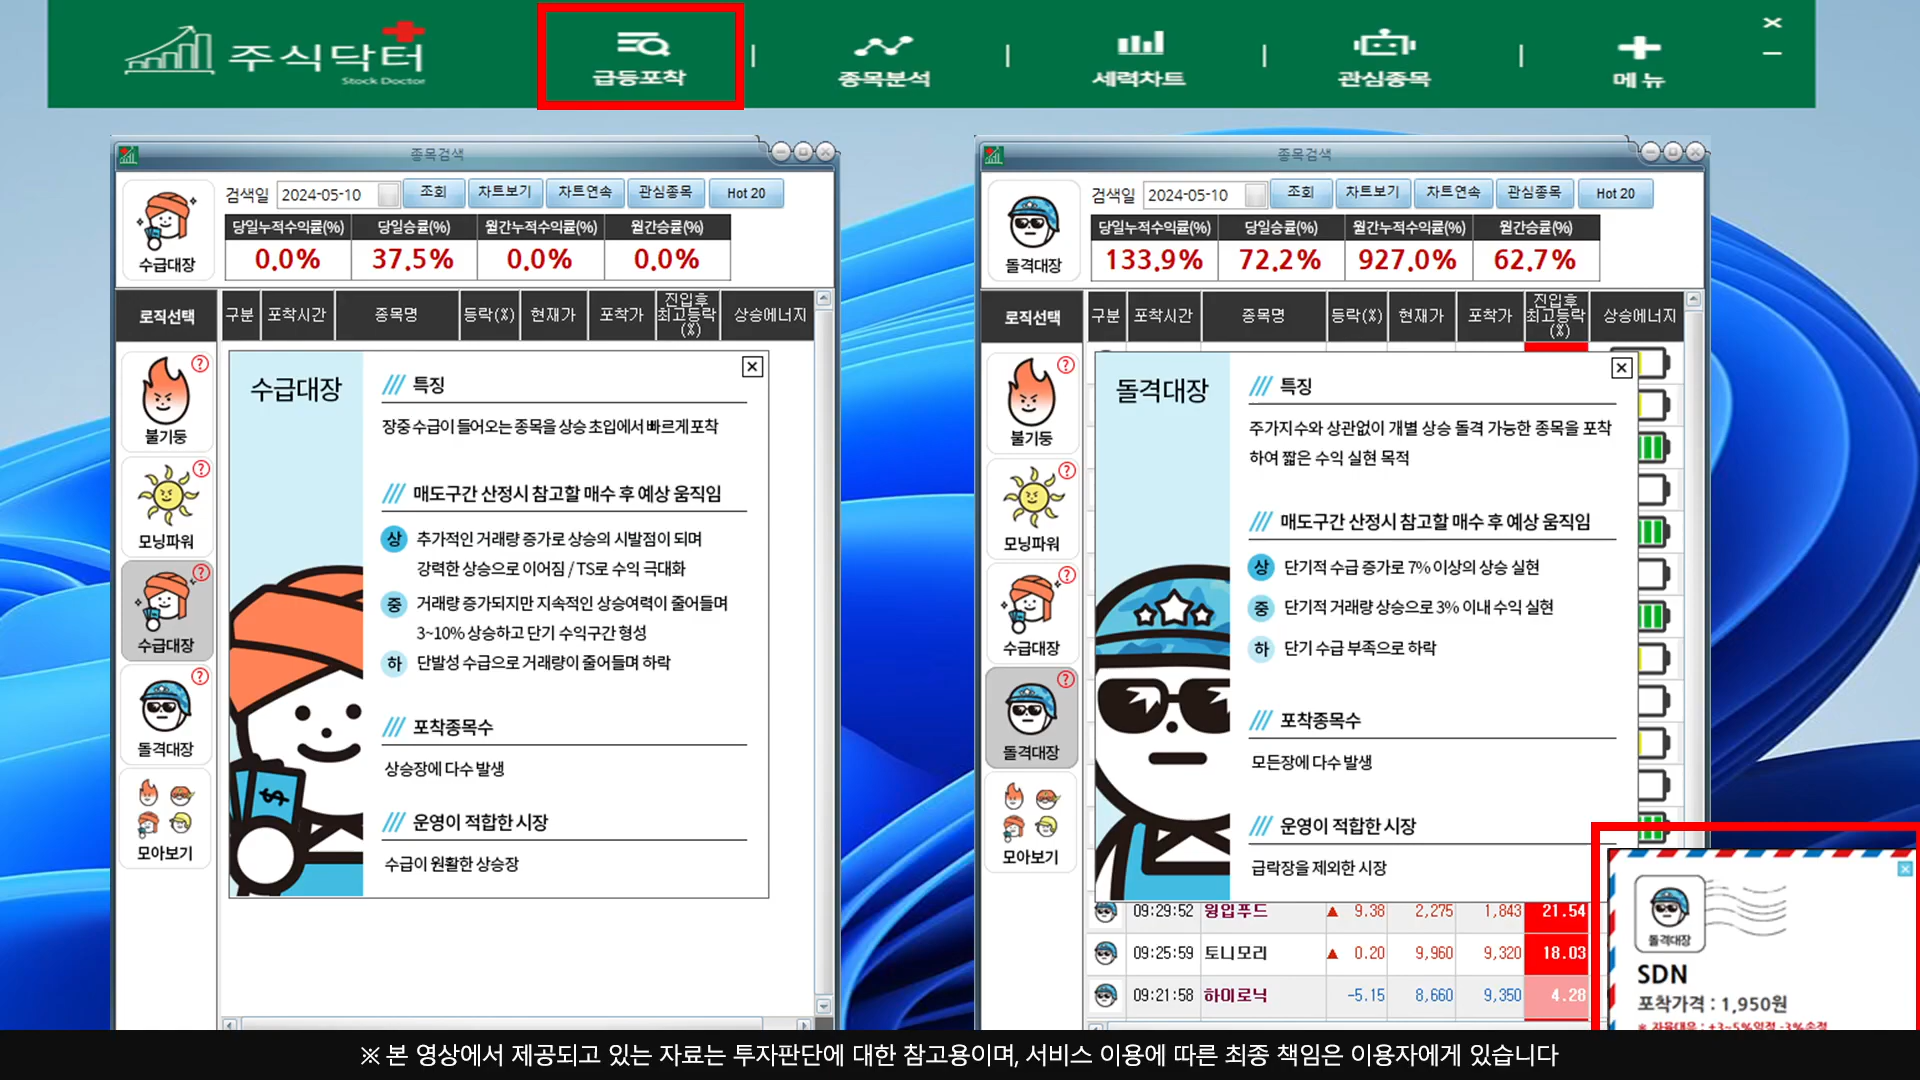 주식닥터
Stock Doctor
급등포착
종목분석
세력차트
관심종목
메뉴
종목검색
수급대장
검색일 2024-05-10 조회 차트보기 차트연속 관심종목 Hot 20
당일누적수익률(%) 당일승률(%) 월간누적수익률(%) 월간승률(%)
0.0% 37.5% 0.0% 0.0%
로직선택
구분 포착시간 종목명 등락(%) 현재가 포착가 진입후 최고등락 (%) 상승에너지
불기둥
모닝파워
수급대장
돌격대장
모아보기
수급대장
특징
장중 수급이 들어오는 종목을 상승 초입에서 빠르게 포착
매도구간 산정시 참고할 매수 후 예상 움직임
상 추가적인 거래량 증가로 상승의 시발점이 되며
강력한 상승으로 이어짐 / TS로 수익 극대화
중 거래량 증가되지만 지속적인 상승여력이 줄어들며
3~10% 상승하고 단기 수익구간 형성
하 단발성 수급으로 거래량이 줄어들며 하락
포착종목수
상승장에 다수 발생
운영이 적합한 시장
수급이 원활한 상승장
종목검색
돌격대장
검색일 2024-05-10 조회 차트보기 차트연속 관심종목 Hot 20
당일누적수익률(%) 당일승률(%) 월간누적수익률(%) 월간승률(%)
133.9% 72.2% 927.0% 62.7%
로직선택
구분 포착시간 종목명 등락(%) 현재가 포착가 진입후 최고등락 (%) 상승에너지
불기둥
모닝파워
수급대장
돌격대장
모아보기
돌격대장
특징
주가지수와 상관없이 개별 상승 돌격 가능한 종목을 포착
하여 짧은 수익 실현 목적
매도구간 산정시 참고할 매수 후 예상 움직임
상 단기적 수급 증가로 7% 이상의 상승 실현
중 단기적 거래량 상승으로 3% 이내 수익 실현
하 단기 수급 부족으로 하락
포착종목수
모든장에 다수 발생
운영이 적합한 시장
급락장을 제외한 시장
09:29:52 윙입푸드 ▲ 9.38 2,275 1,843 21.54
09:25:59 토니모리 ▲ 0.20 9,960 9,320 18.03
09:21:58 하이로닉 -5.15 8,660 9,350 4.28
돌격대장
SDN
포착가격 : 1,950원
※ 본 영상에서 제공되고 있는 자료는 투자판단에 대한 참고용이며, 서비스 이용에 따른 최종 책임은 이용자에게 있습니다